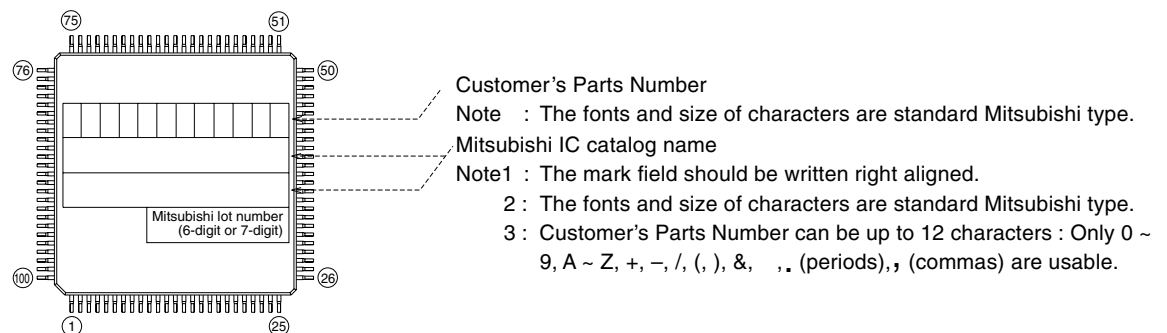 75 51
76 50
Customer's Parts Number
Note : The fonts and size of characters are standard Mitsubishi type.
Mitsubishi IC catalog name
Note1 : The mark field should be written right aligned.
2 : The fonts and size of characters are standard Mitsubishi type.
3 : Customer's Parts Number can be up to 12 characters : Only 0 ~
9, A ~ Z, +, –, /, (, ), &, , . (periods), , (commas) are usable.
Mitsubishi lot number
(6-digit or 7-digit)
100 26
1 25